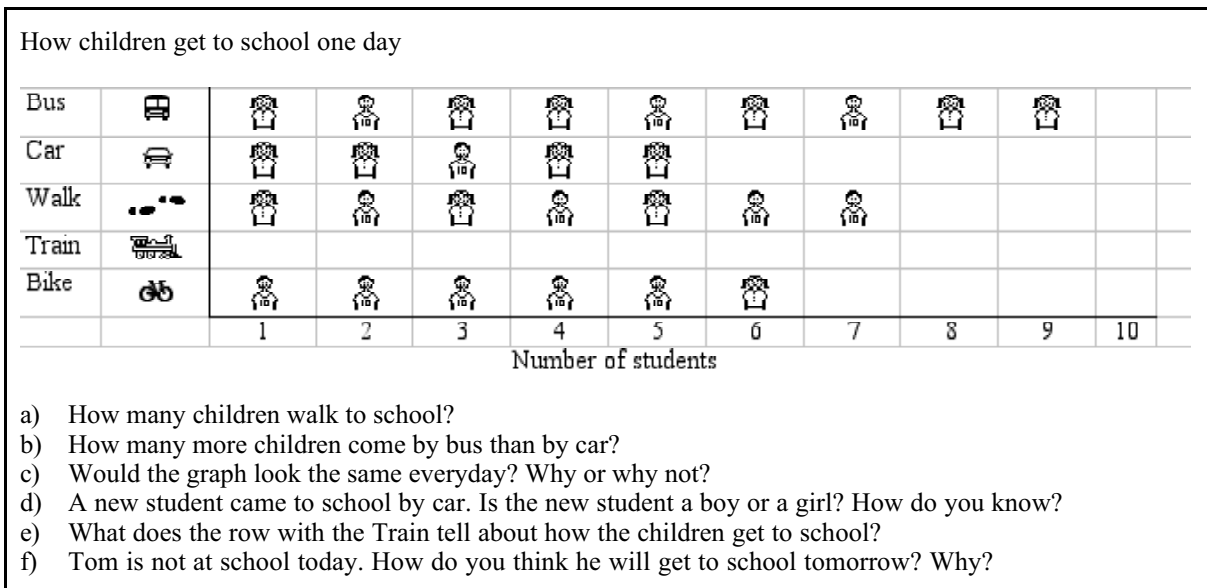 How children get to school one day
Bus
Car
Walk
Train
Bike
1 2 3 4 5 6 7 8 9 10
Number of students
a) How many children walk to school?
b) How many more children come by bus than by car?
c) Would the graph look the same everyday? Why or why not?
d) A new student came to school by car. Is the new student a boy or a girl? How do you know?
e) What does the row with the Train tell about how the children get to school?
f) Tom is not at school today. How do you think he will get to school tomorrow? Why?